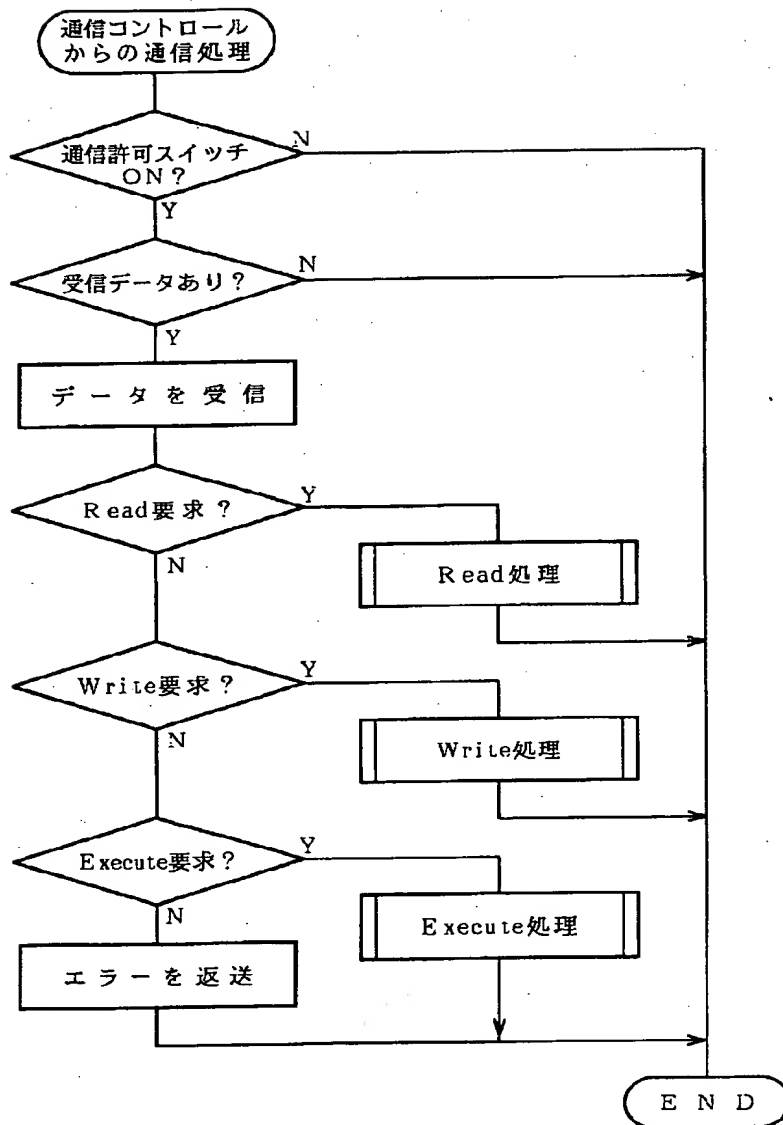 通信コントロール
からの通信処理
通信許可スイッチ
ON?
N
Y
受信データあり?
N
Y
データを受信
Read要求?
Y
N
Read処理
Write要求?
Y
N
Write処理
Execute要求?
Y
N
Execute処理
エラーを返送
END